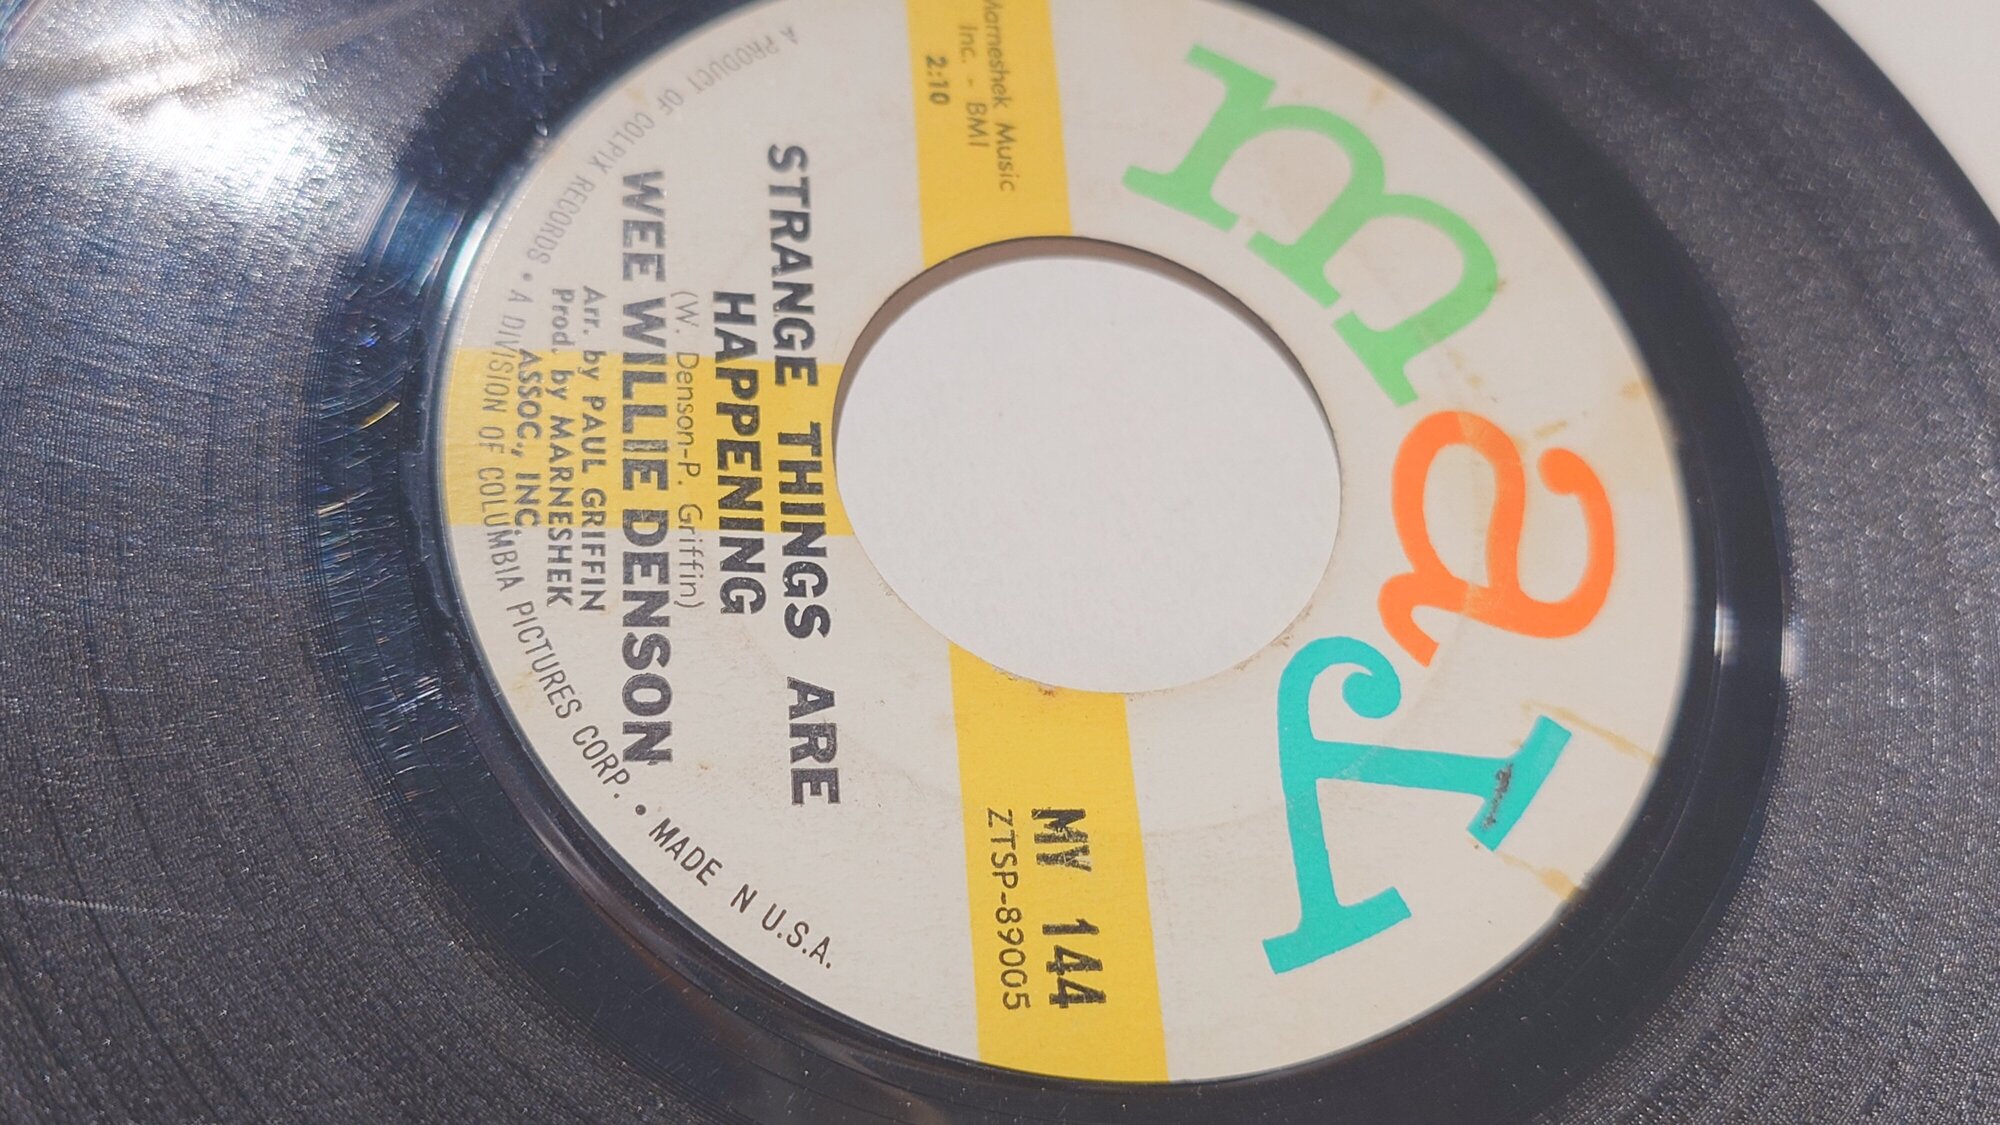 may
Marneshek Music
Inc. - BMI
2:10
MV 144
ZTSP-89005
STRANGE THINGS ARE
HAPPENING
(W. Denson-P. Griffin)
WEE WILLIE DENSON
Arr. by PAUL GRIFFIN
Prod. by MARNESHEK
ASSOC., INC.
A PRODUCT OF COLPIX RECORDS • A DIVISION OF COLUMBIA PICTURES CORP. • MADE N U.S.A.